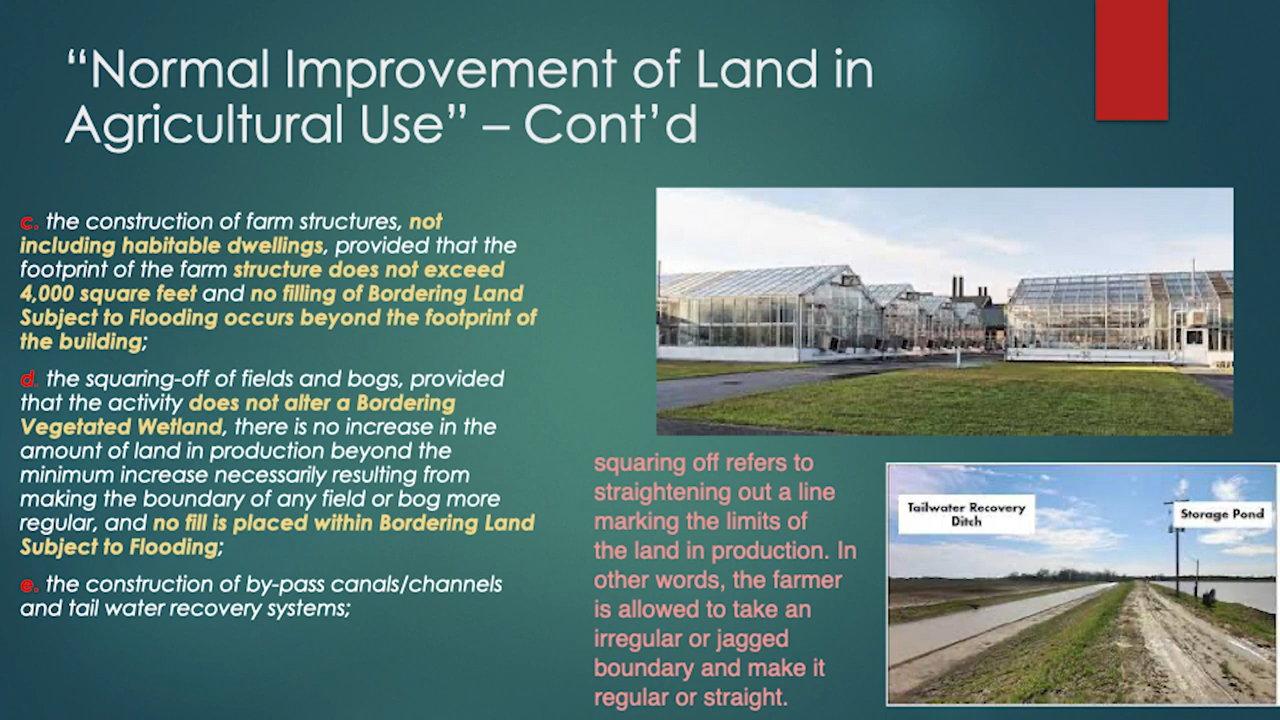 “Normal Improvement of Land in
Agricultural Use” – Cont’d
c. the construction of farm structures, not
including habitable dwellings, provided that the
footprint of the farm structure does not exceed
4,000 square feet and no filling of Bordering Land
Subject to Flooding occurs beyond the footprint of
the building;
d. the squaring-off of fields and bogs, provided
that the activity does not alter a Bordering
Vegetated Wetland, there is no increase in the
amount of land in production beyond the
minimum increase necessarily resulting from
making the boundary of any field or bog more
regular, and no fill is placed within Bordering Land
Subject to Flooding;
e. the construction of by-pass canals/channels
and tail water recovery systems;
squaring off refers to
straightening out a line
marking the limits of
the land in production. In
other words, the farmer
is allowed to take an
irregular or jagged
boundary and make it
regular or straight.
Tailwater Recovery
Ditch
Storage Pond